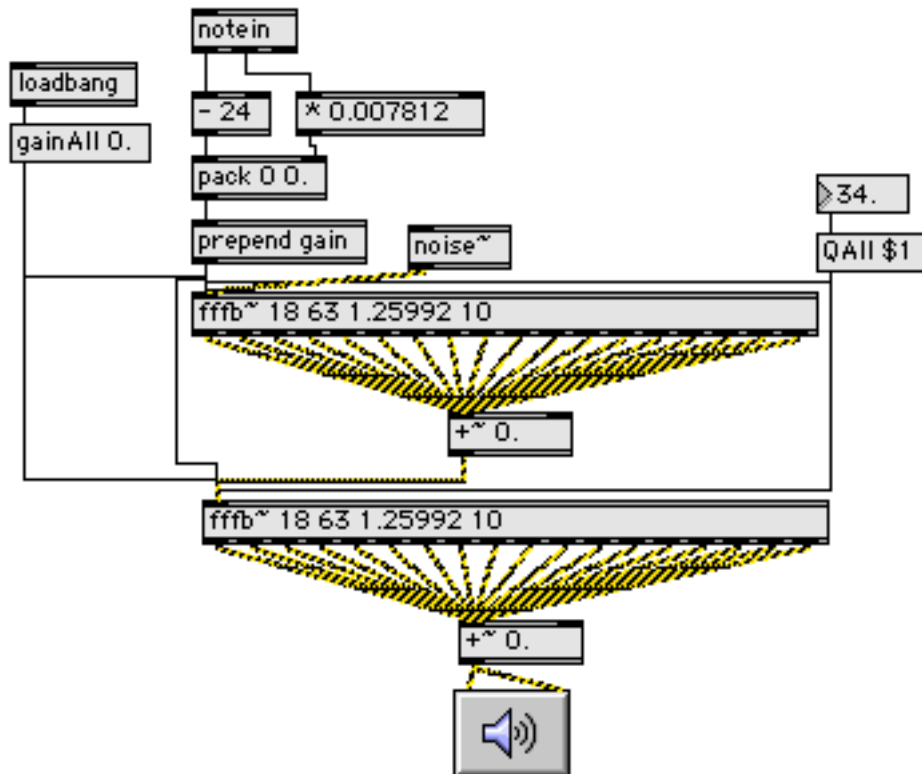 notein
loadbang
- 24
* 0.007812
gainAll 0.
pack 0 0.
34.
prepend gain
noise~
QAll $1
fffb~ 18 63 1.25992 10
+~ 0.
fffb~ 18 63 1.25992 10
+~ 0.